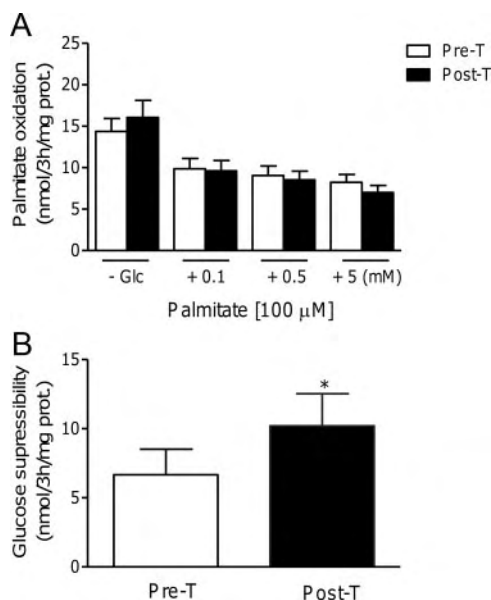 A
Palmitate oxidation
(nmol/3h/mg prot.)
25
20
15
10
5
0
Pre-T
Post-T
- Glc
+ 0.1
+ 0.5
+ 5 (mM)
Palmitate [100 μM]
B
Glucose supressibility
(nmol/3h/mg prot.)
15
10
5
0
*
Pre-T
Post-T